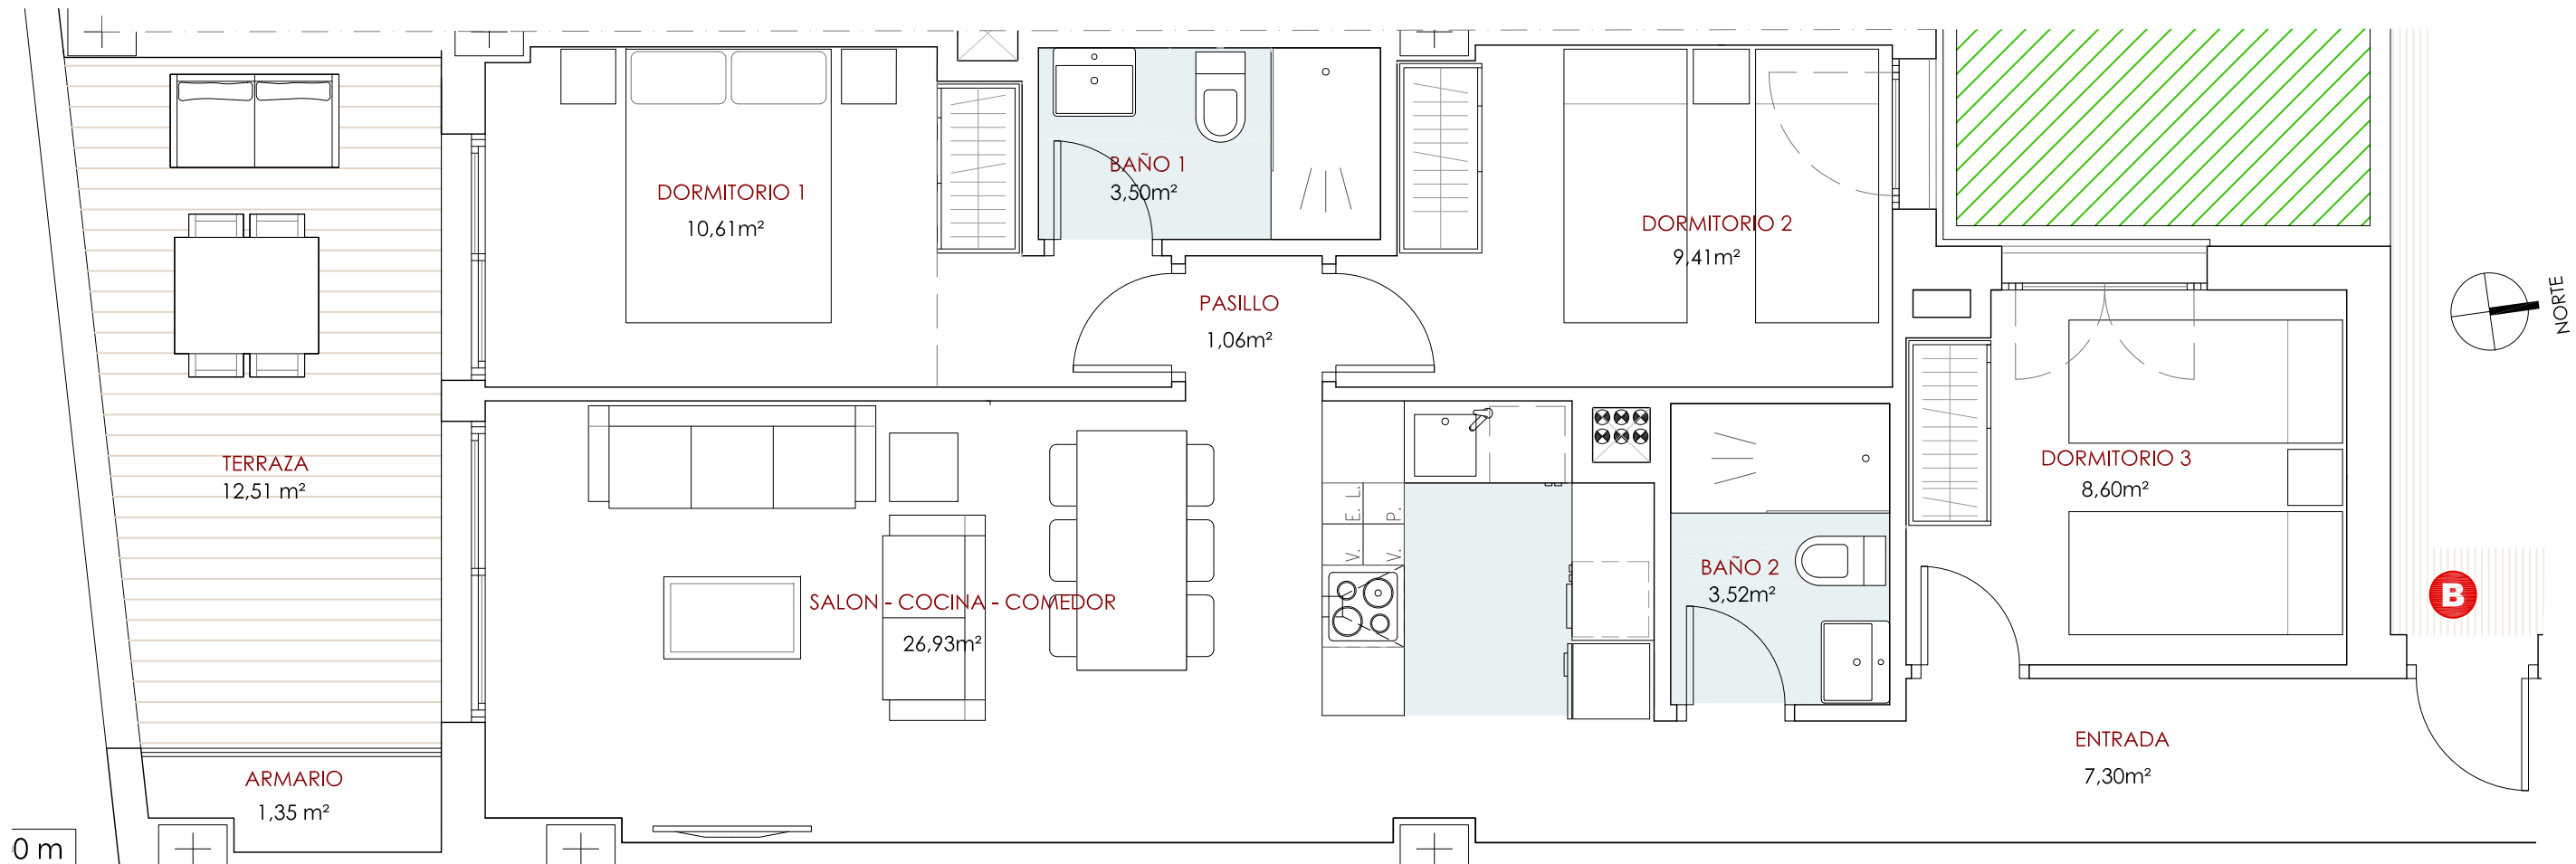 DORMITORIO 1
10,61m²
BAÑO 1
3,50m²
DORMITORIO 2
9,41m²
PASILLO
1,06m²
NORTE
TERRAZA
12,51 m²
DORMITORIO 3
8,60m²
V. E. L.
V. P.
BAÑO 2
3,52m²
B
SALON - COCINA - COMEDOR
26,93m²
ENTRADA
7,30m²
ARMARIO
1,35 m²
0 m